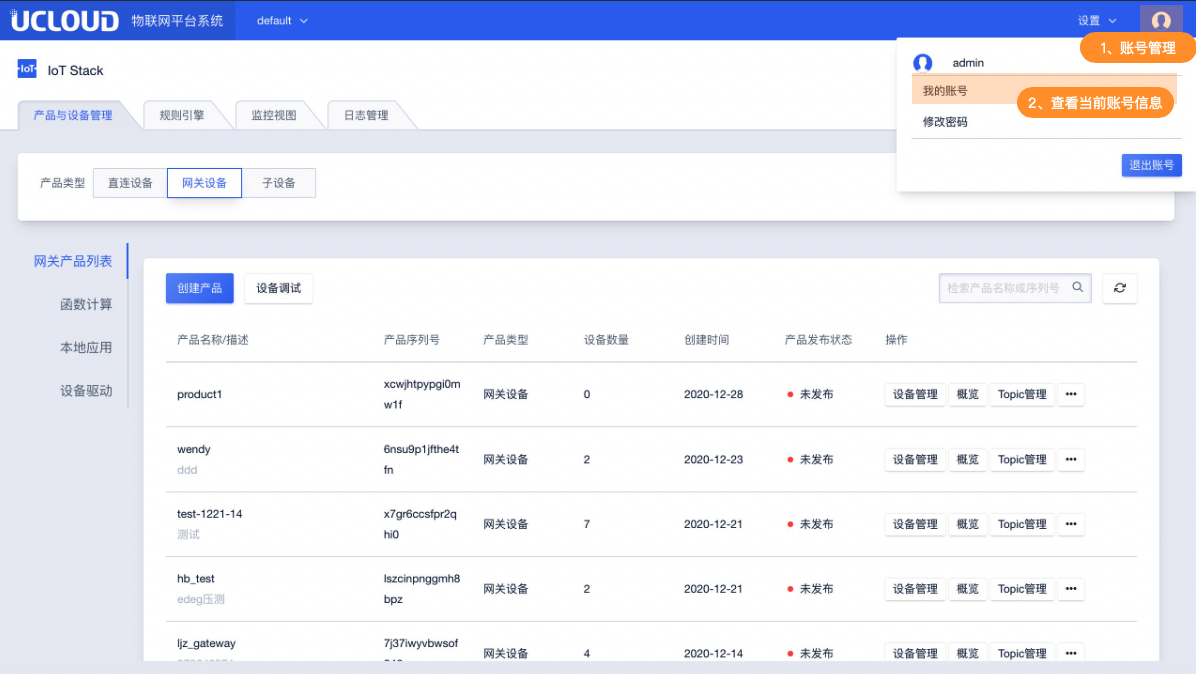 UCLOUD 物联网平台系统 default 设置
1、账号管理
admin
我的账号
2、查看当前账号信息
修改密码
退出账号
IoT IoT Stack
产品与设备管理 规则引擎 监控视图 日志管理
产品类型 直连设备 网关设备 子设备
网关产品列表
函数计算
本地应用
设备驱动
创建产品 设备调试 检索产品名称或序列号
产品名称/描述 产品序列号 产品类型 设备数量 创建时间 产品发布状态 操作
product1 xcwjhtpypgi0mw1f 网关设备 0 2020-12-28 未发布 设备管理 概览 Topic管理 •••
wendy 6nsu9p1jfthe4tfn 网关设备 2 2020-12-23 未发布 设备管理 概览 Topic管理 •••
ddd
test-1221-14 x7gr6ccsfpr2qhi0 网关设备 7 2020-12-21 未发布 设备管理 概览 Topic管理 •••
测试
hb_test lszcinpnggmh8bpz 网关设备 2 2020-12-21 未发布 设备管理 概览 Topic管理 •••
edeg压测
ljz_gateway 7j37iwyvbwsof 网关设备 4 2020-12-14 未发布 设备管理 概览 Topic管理 •••